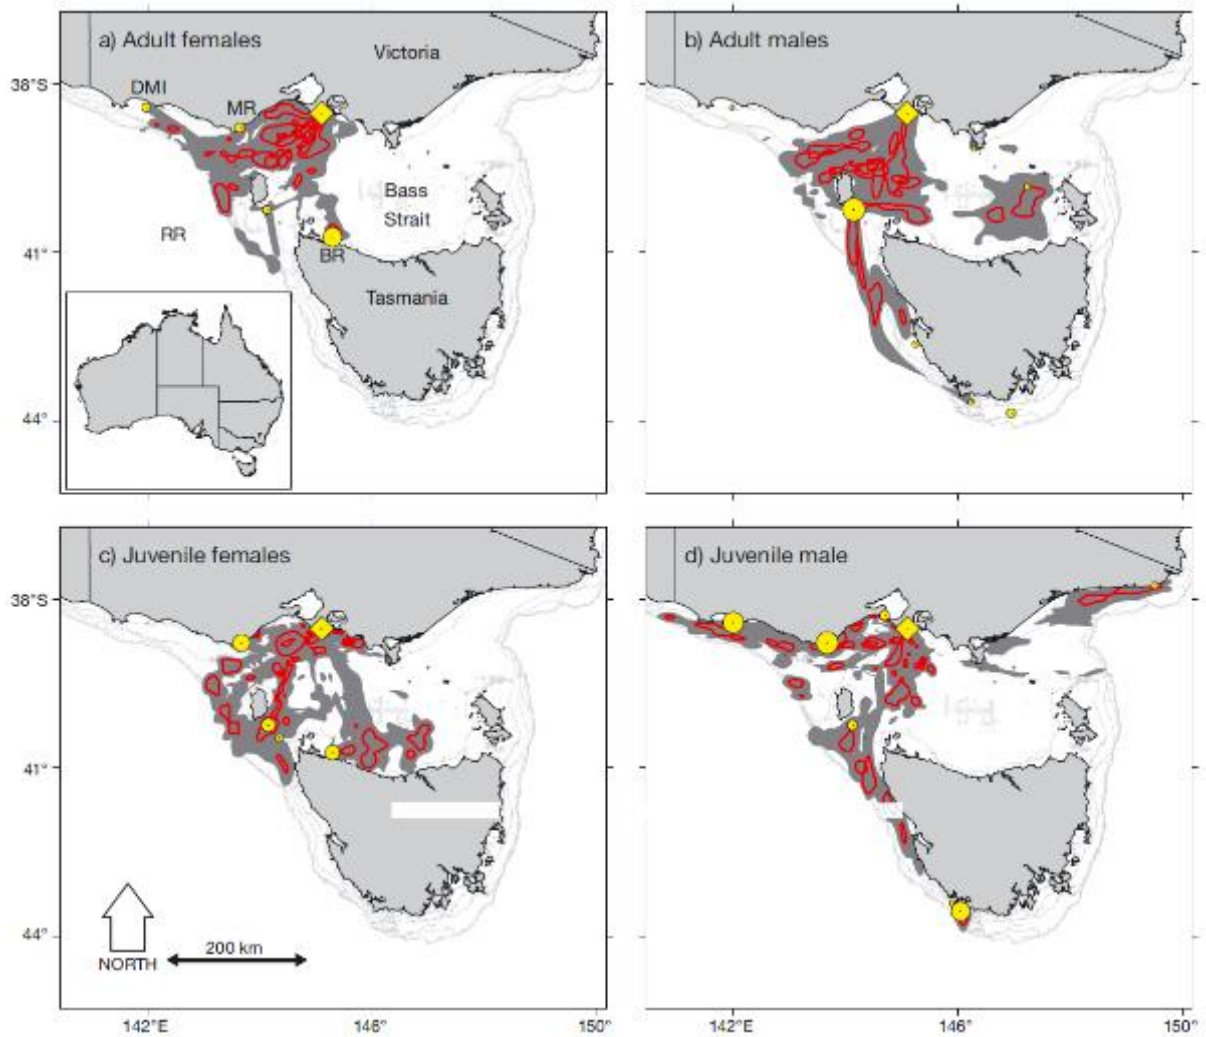 a) Adult females
Victoria
b) Adult males
38°S
DMI
MR
Bass
Strait
RR
41°
BR
Tasmania
44°
c) Juvenile females
d) Juvenile male
38°S
41°
44°
NORTH
200 km
142°E
146°
150°
142°E
146°
150°